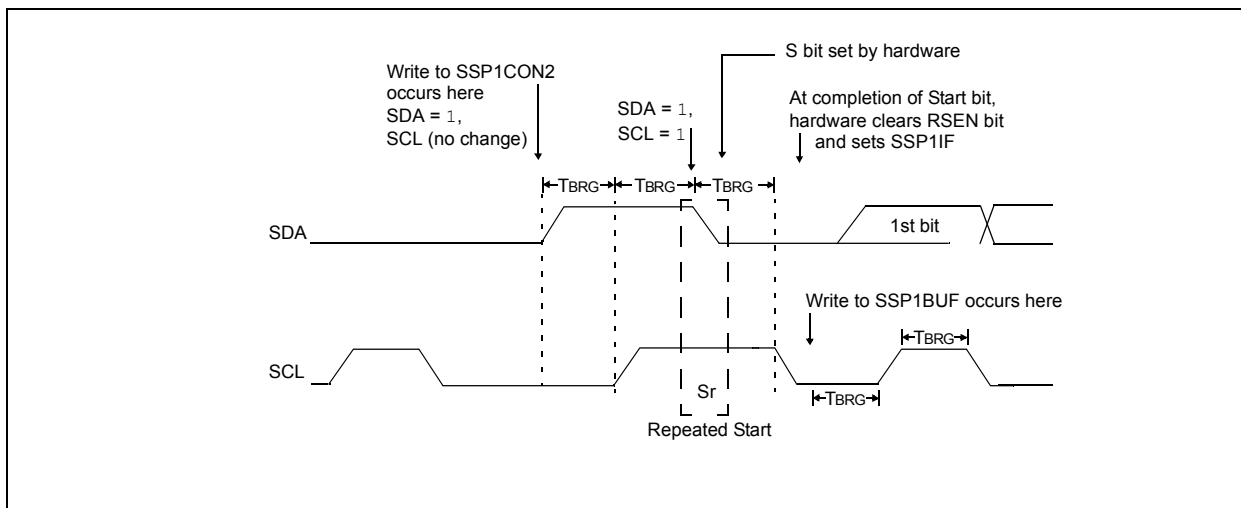 S bit set by hardware
Write to SSP1CON2
occurs here
SDA = 1,
SCL (no change)
SDA = 1,
SCL = 1
At completion of Start bit,
hardware clears RSEN bit
and sets SSP1IF
TBRG TBRG TBRG
SDA
1st bit
Write to SSP1BUF occurs here
TBRG
SCL
Sr
TBRG
Repeated Start